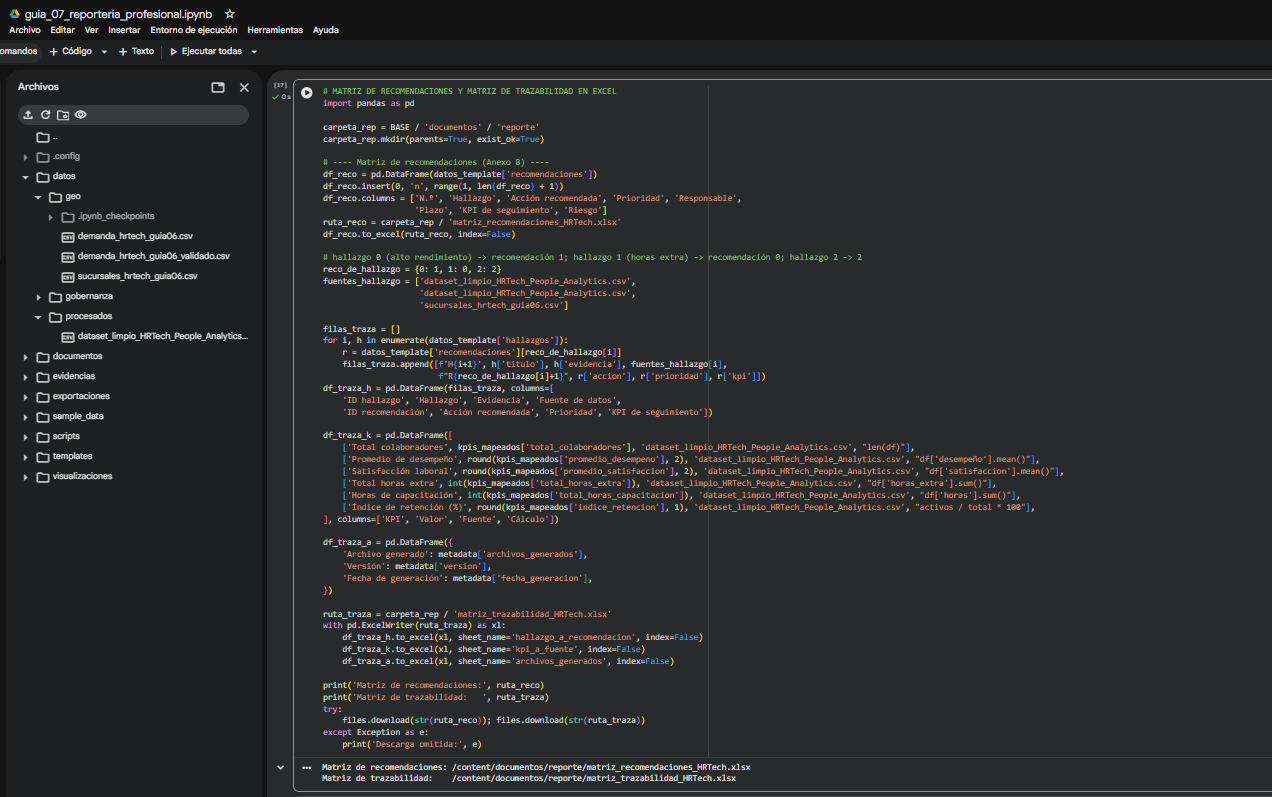 guia_07_reporteria_profesional.ipynb
Archivo Editar Ver Insertar Entorno de ejecución Herramientas Ayuda
omandos + Código + Texto Ejecutar todas
Archivos
..
.config
datos
geo
.ipynb_checkpoints
demanda_hrtech_guia06.csv
demanda_hrtech_guia06_validado.csv
sucursales_hrtech_guia06.csv
gobernanza
procesados
dataset_limpio_HRTech_People_Analytics...
documentos
evidencias
exportaciones
sample_data
scripts
templates
visualizaciones
[17]
0 s
# MATRIZ DE RECOMENDACIONES Y MATRIZ DE TRAZABILIDAD EN EXCEL
import pandas as pd
carpeta_rep = BASE / 'documentos' / 'reporte'
carpeta_rep.mkdir(parents=True, exist_ok=True)
# ---- Matriz de recomendaciones (Anexo B) ----
df_reco = pd.DataFrame(datos_template['recomendaciones'])
df_reco.insert(0, 'n', range(1, len(df_reco) + 1))
df_reco.columns = ['N.º', 'Hallazgo', 'Acción recomendada', 'Prioridad', 'Responsable',
'Plazo', 'KPI de seguimiento', 'Riesgo']
ruta_reco = carpeta_rep / 'matriz_recomendaciones_HRTech.xlsx'
df_reco.to_excel(ruta_reco, index=False)
# hallazgo 0 (alto rendimiento) -> recomendación 1; hallazgo 1 (horas extra) -> recomendación 0; hallazgo 2 -> 2
reco_de_hallazgo = {0: 1, 1: 0, 2: 2}
fuentes_hallazgo = ['dataset_limpio_HRTech_People_Analytics.csv',
'dataset_limpio_HRTech_People_Analytics.csv',
'sucursales_hrtech_guia06.csv']
filas_traza = []
for i, h in enumerate(datos_template['hallazgos']):
r = datos_template['recomendaciones'][reco_de_hallazgo[i]]
filas_traza.append([f'H{i+1}', h['titulo'], h['evidencia'], fuentes_hallazgo[i],
f"R{reco_de_hallazgo[i]+1}", r['accion'], r['prioridad'], r['kpi']])
df_traza_h = pd.DataFrame(filas_traza, columns=[
'ID hallazgo', 'Hallazgo', 'Evidencia', 'Fuente de datos',
'ID recomendación', 'Acción recomendada', 'Prioridad', 'KPI de seguimiento'])
df_traza_k = pd.DataFrame([
['Total colaboradores', kpis_mapeados['total_colaboradores'], 'dataset_limpio_HRTech_People_Analytics.csv', "len(df)"],
['Promedio de desempeño', round(kpis_mapeados['promedio_desempeno'], 2), 'dataset_limpio_HRTech_People_Analytics.csv', "df['desempeño'].mean()"],
['Satisfacción laboral', round(kpis_mapeados['promedio_satisfaccion'], 2), 'dataset_limpio_HRTech_People_Analytics.csv', "df['satisfaccion'].mean()"],
['Total horas extra', int(kpis_mapeados['total_horas_extra']), 'dataset_limpio_HRTech_People_Analytics.csv', "df['horas_extra'].sum()"],
['Horas de capacitación', int(kpis_mapeados['total_horas_capacitacion']), 'dataset_limpio_HRTech_People_Analytics.csv', "df['horas'].sum()"],
['Índice de retención (%)', round(kpis_mapeados['indice_retencion'], 1), 'dataset_limpio_HRTech_People_Analytics.csv', "activos / total * 100"],
], columns=['KPI', 'Valor', 'Fuente', 'Cálculo'])
df_traza_a = pd.DataFrame({
'Archivo generado': metadata['archivos_generados'],
'Versión': metadata['version'],
'Fecha de generación': metadata['fecha_generacion'],
})
ruta_traza = carpeta_rep / 'matriz_trazabilidad_HRTech.xlsx'
with pd.ExcelWriter(ruta_traza) as xl:
df_traza_h.to_excel(xl, sheet_name='hallazgo_a_recomendacion', index=False)
df_traza_k.to_excel(xl, sheet_name='kpi_a_fuente', index=False)
df_traza_a.to_excel(xl, sheet_name='archivos_generados', index=False)
print('Matriz de recomendaciones:', ruta_reco)
print('Matriz de trazabilidad:   ', ruta_traza)
try:
files.download(str(ruta_reco)); files.download(str(ruta_traza))
except Exception as e:
print('Descarga omitida:', e)
Matriz de recomendaciones: /content/documentos/reporte/matriz_recomendaciones_HRTech.xlsx
Matriz de trazabilidad:    /content/documentos/reporte/matriz_trazabilidad_HRTech.xlsx